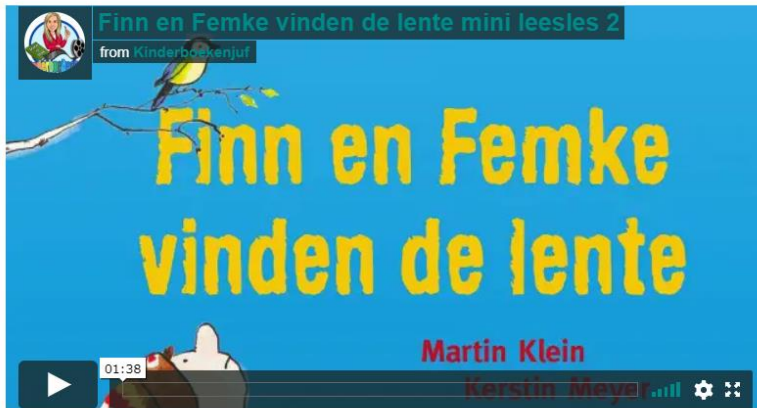 Finn en Femke vinden de lente mini leesles 2
from Kinderboekenjuf
Finn en Femke
vinden de lente
Martin Klein
Kerstin Meyer
01:38